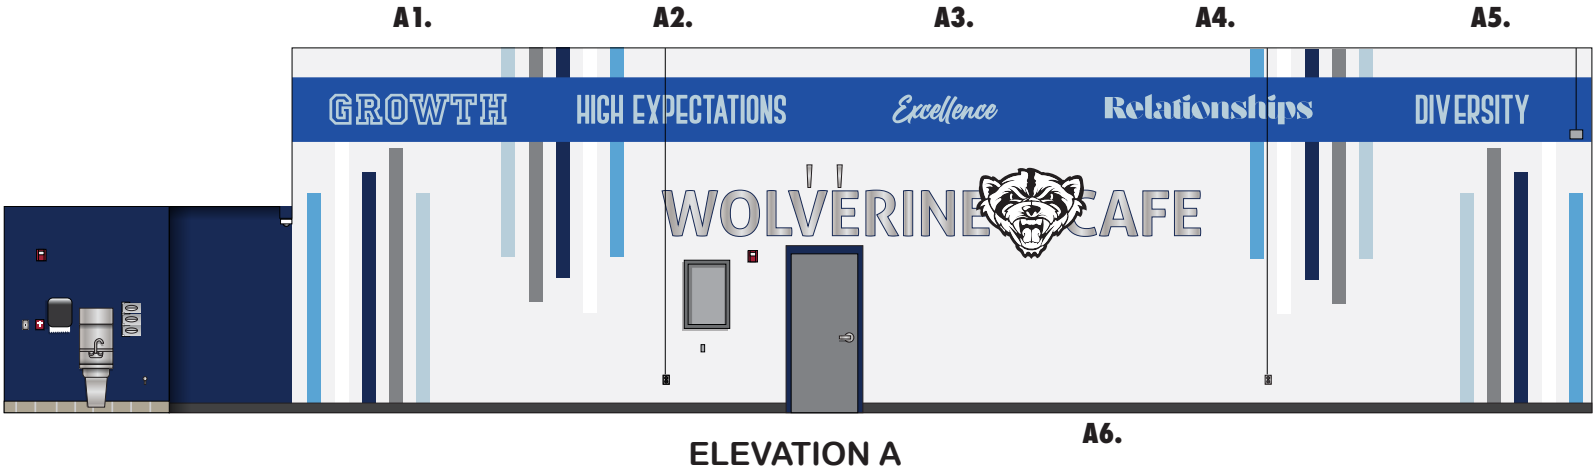 A1. A2. A3. A4. A5.
GROWTH HIGH EXPECTATIONS Excellence Relationships DIVERSITY
WOLVERINE CAFE
A6.
ELEVATION A